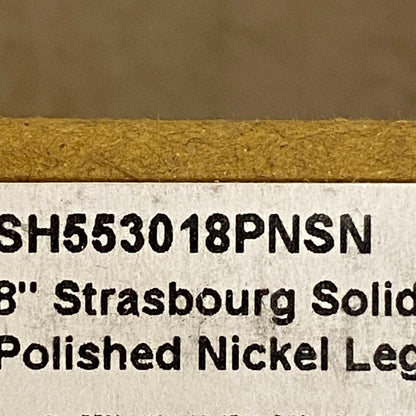 SH553018PNSN
8" Strasbourg Solid
Polished Nickel Leg